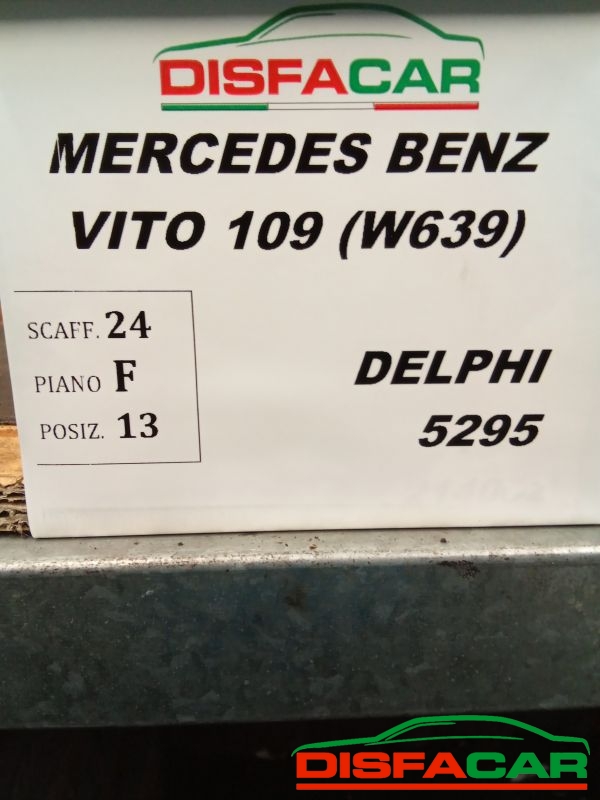 DISFACAR
MERCEDES BENZ
VITO 109 (W639)
SCAFF. 24
PIANO F
POSIZ. 13
DELPHI
5295
DISFACAR